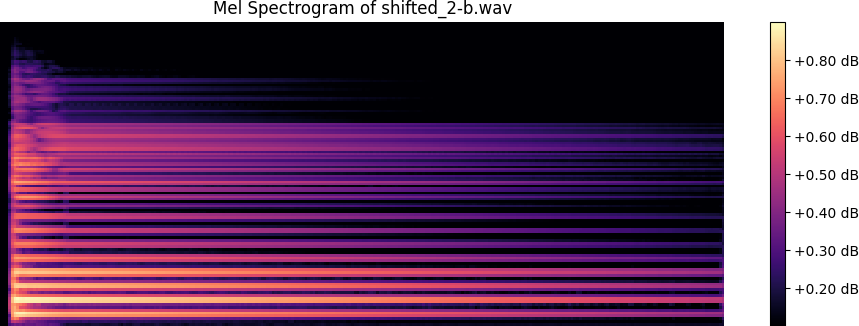 Mel Spectrogram of shifted_2-b.wav
+0.80 dB
+0.70 dB
+0.60 dB
+0.50 dB
+0.40 dB
+0.30 dB
+0.20 dB